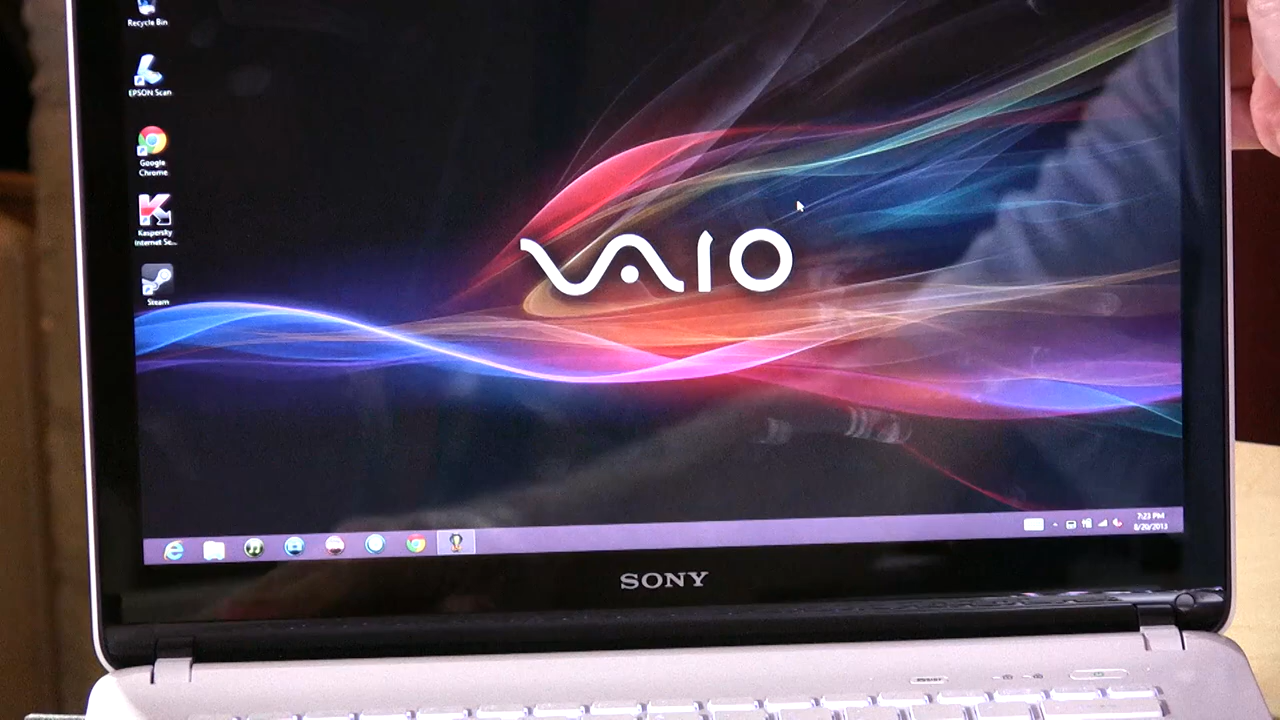 Recycle Bin
EPSON Scan
Google
Chrome
Kaspersky
Internet Se...
Steam
VAIO
7:23 PM
8/20/2013
SONY